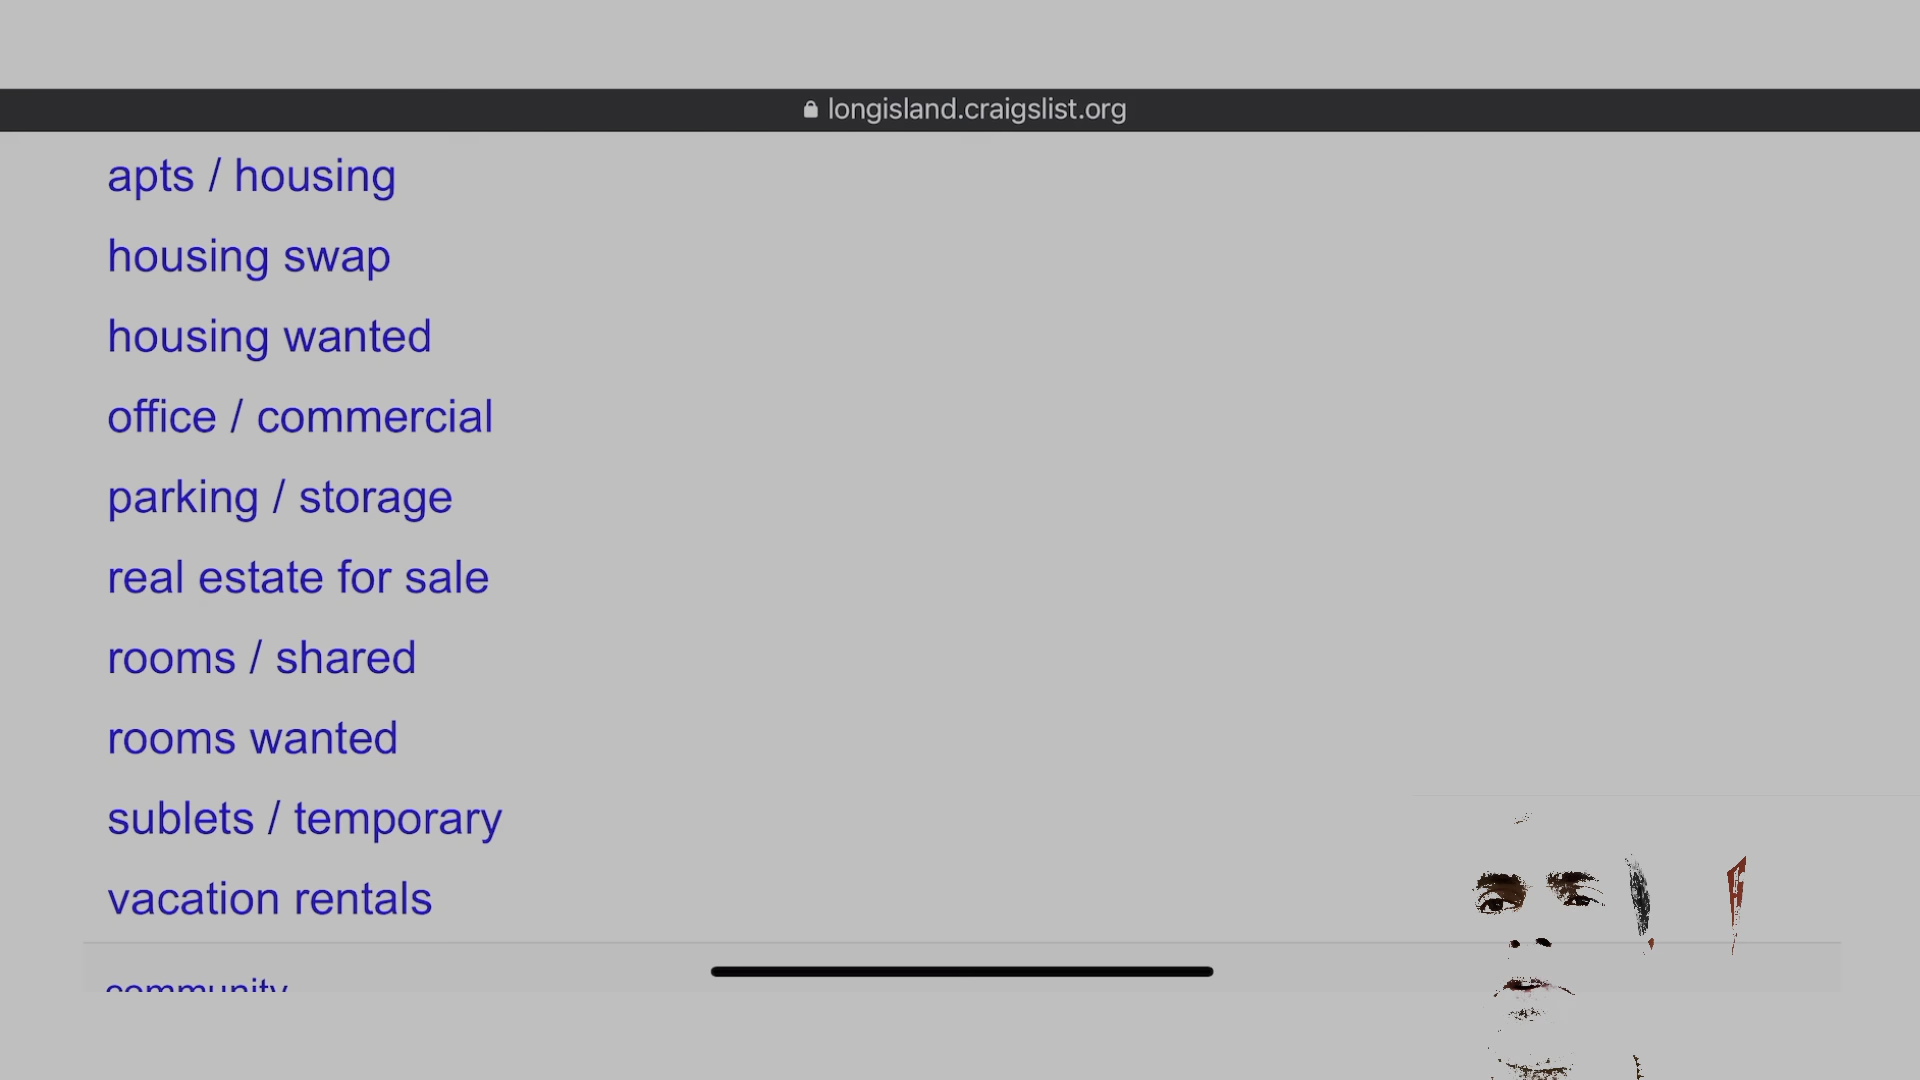 longisland.craigslist.org
apts / housing
housing swap
housing wanted
office / commercial
parking / storage
real estate for sale
rooms / shared
rooms wanted
sublets / temporary
vacation rentals
community